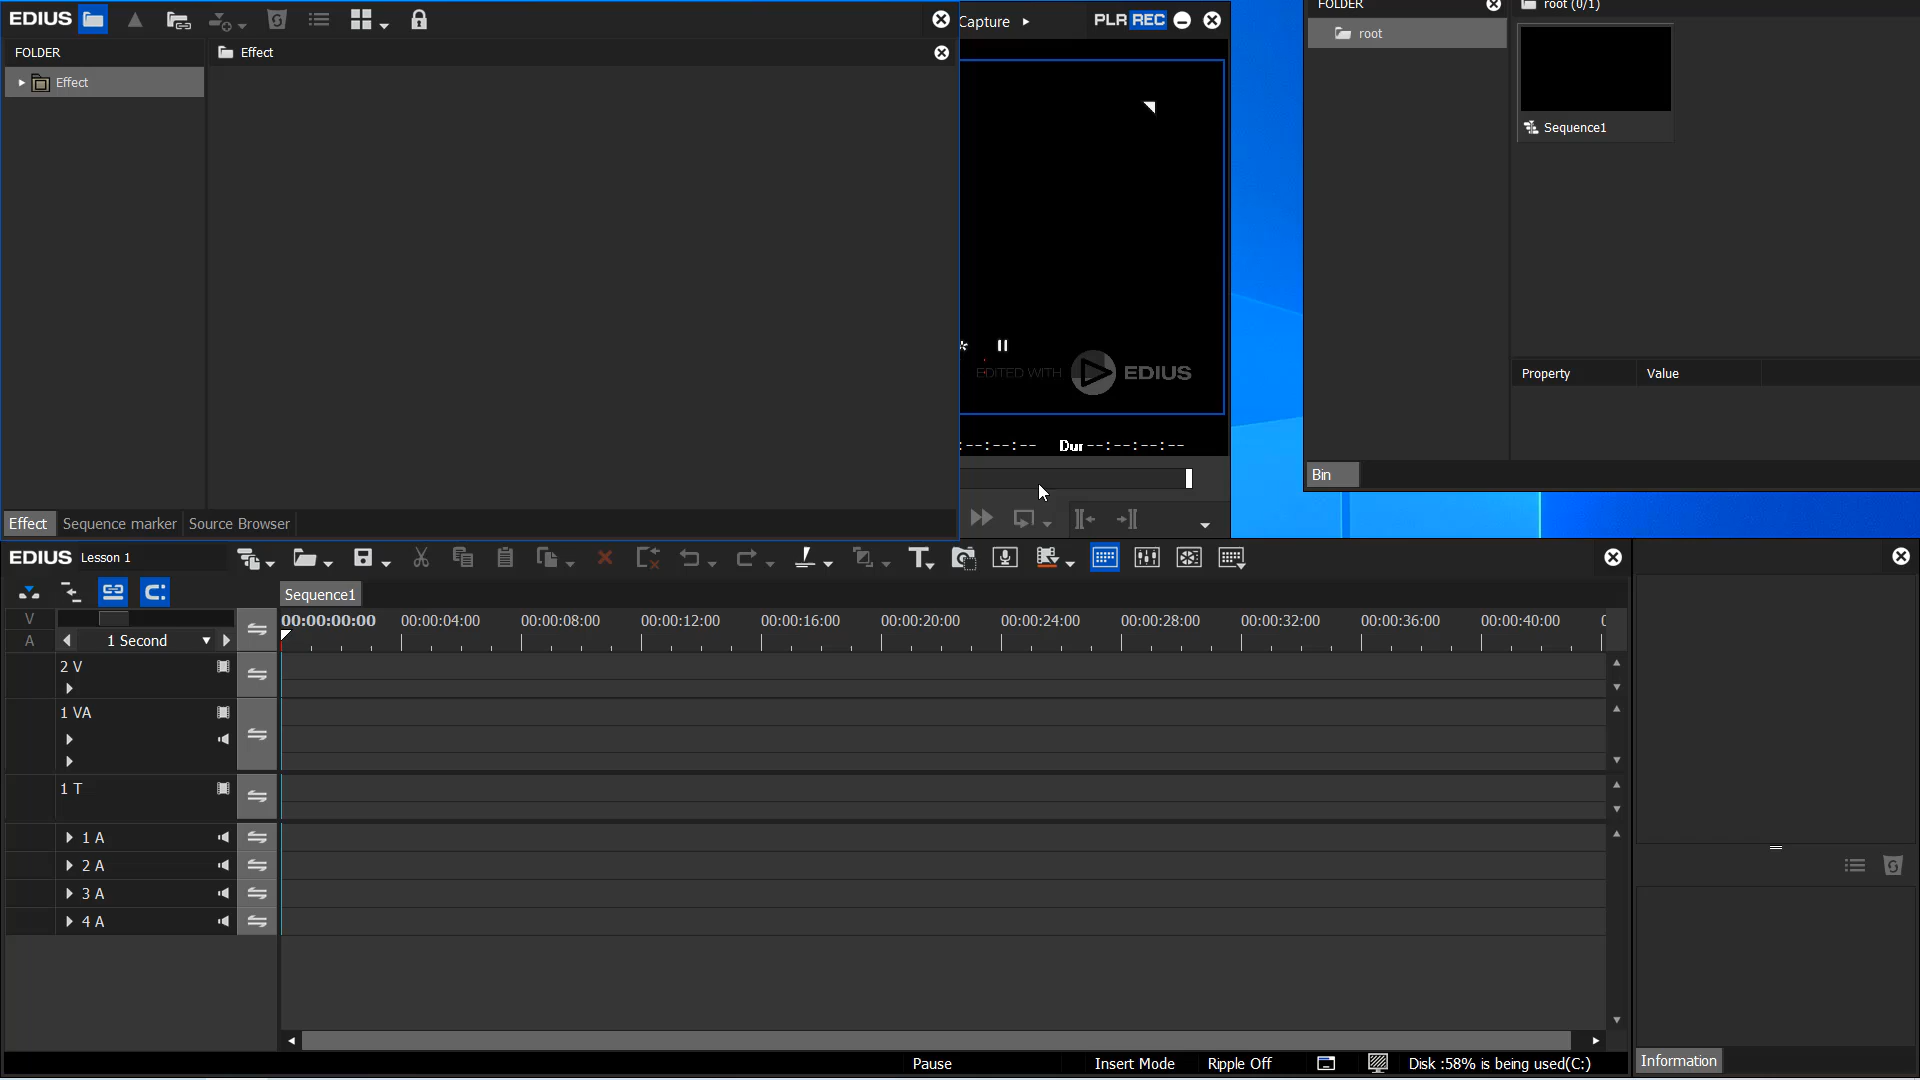 EDIUS
Capture
PLR REC
FOLDER
root (0/1)
FOLDER
Effect
Effect
root
Sequence1
EDITED WITH EDIUS
Property Value
--:--:-- Dur --:--:--:--
Bin
Effect Sequence marker Source Browser
EDIUS Lesson 1
Sequence1
V
00:00:00:00 00:00:04:00 00:00:08:00 00:00:12:00 00:00:16:00 00:00:20:00 00:00:24:00 00:00:28:00 00:00:32:00 00:00:36:00 00:00:40:00
A 1 Second
2 V
1 VA
1 T
1 A
2 A
3 A
4 A
Pause Insert Mode Ripple Off Disk :58% is being used(C:)
Information